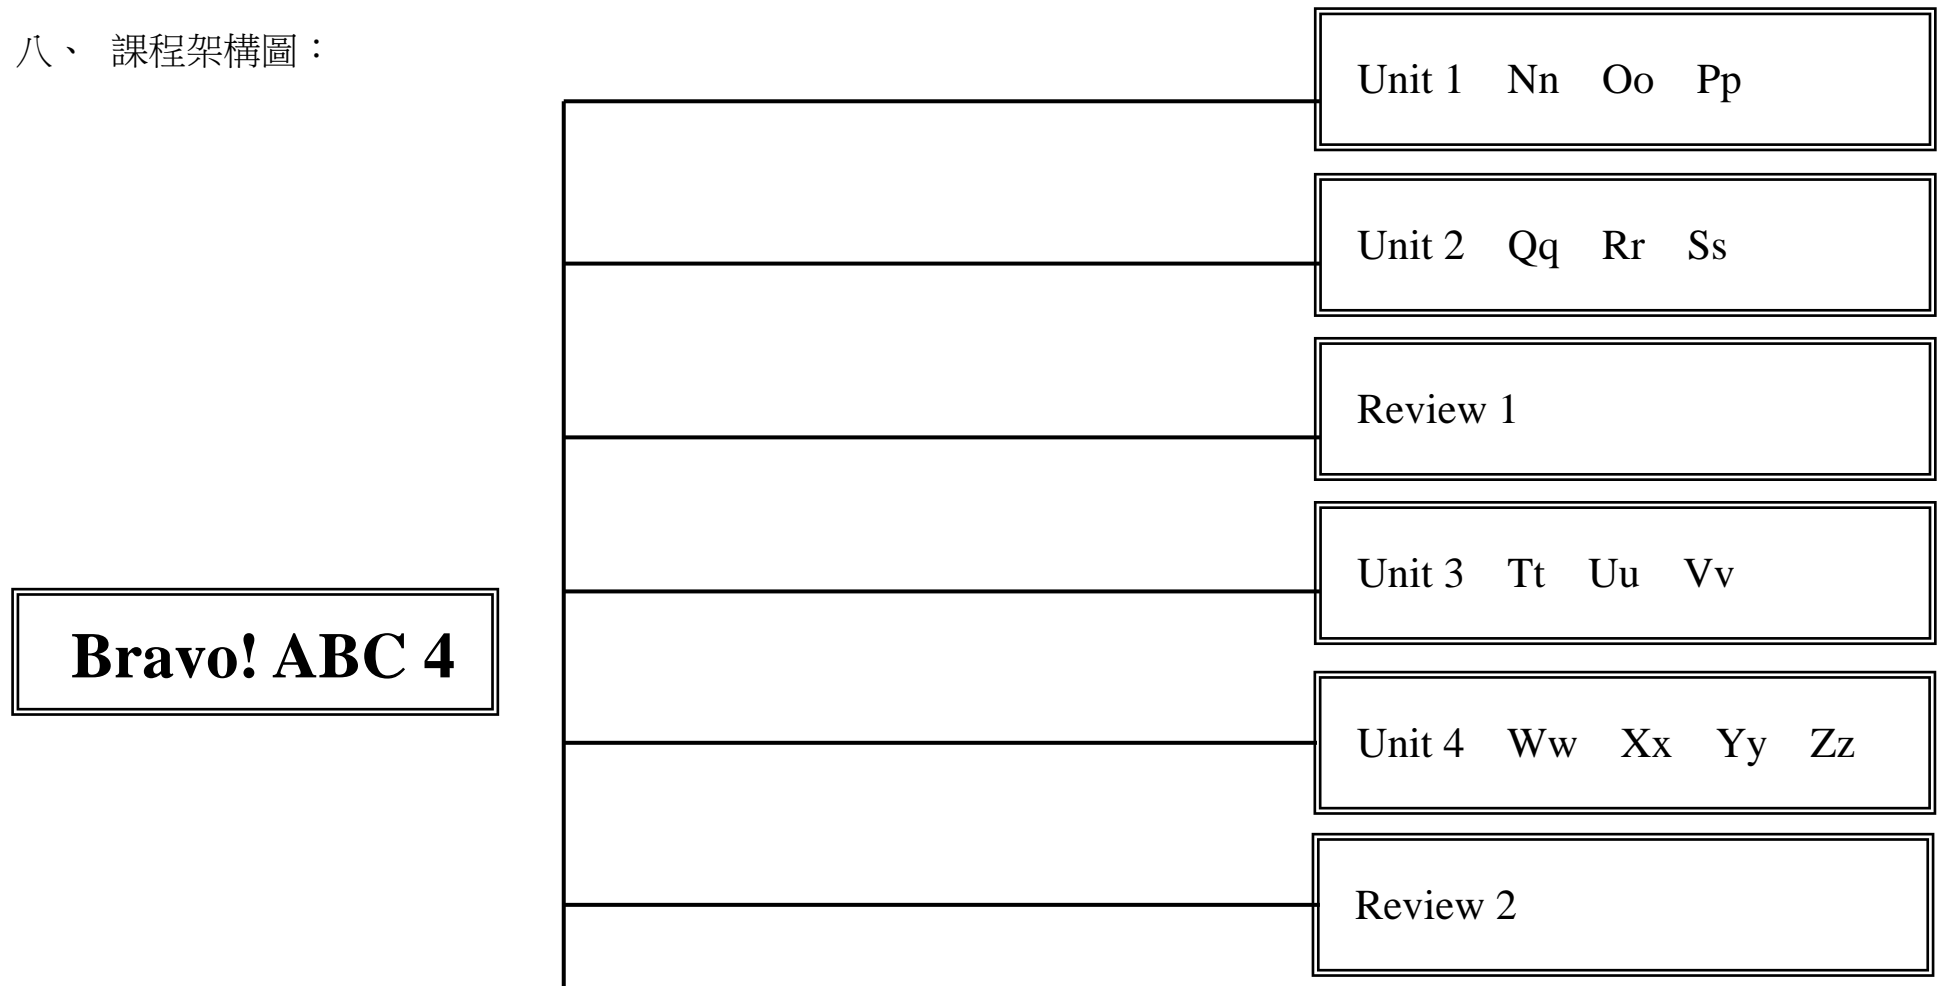 八、 課程架構圖：
Unit 1 Nn Oo Pp
Unit 2 Qq Rr Ss
Review 1
Unit 3 Tt Uu Vv
Bravo! ABC 4
Unit 4 Ww Xx Yy Zz
Review 2